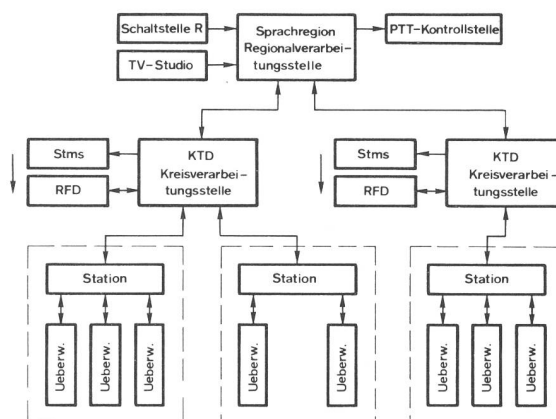 Schaltstelle R
Sprachregion
Regionalverarbei-
tungsstelle
PTT-Kontrollstelle
TV-Studio
Stms
KTD
Kreisverarbei-
tungsstelle
RFD
Stms
KTD
Kreisverarbei-
tungsstelle
RFD
Station
Station
Station
Ueberw.
Ueberw.
Ueberw.
Ueberw.
Ueberw.
Ueberw.
Ueberw.
Ueberw.